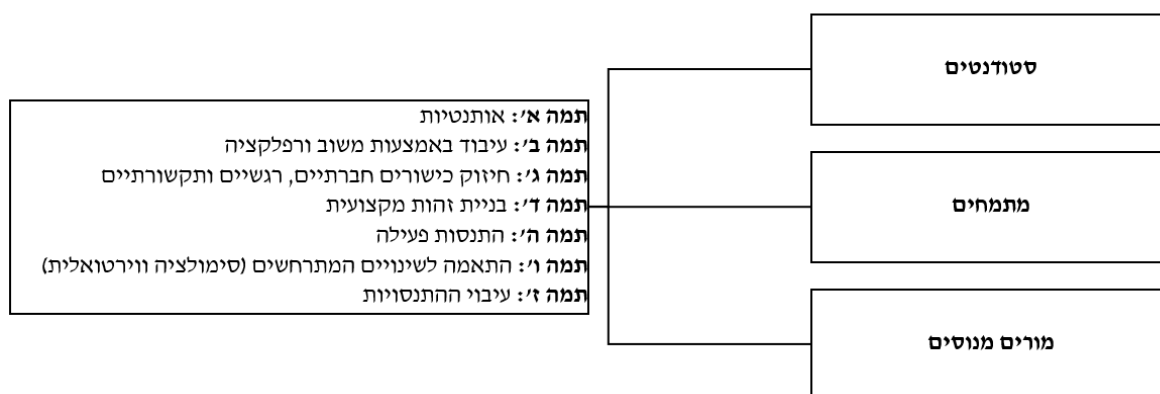 סטודנטים
מתמחים
מורים מנוסים
תמה א׳: אותנטיות
תמה ב׳: עיבוד באמצעות משוב ורפלקציה
תמה ג׳: חיזוק כישורים חברתיים, רגשיים ותקשורתיים
תמה ד׳: בניית זהות מקצועית
תמה ה׳: התנסות פעילה
תמה ו׳: התאמה לשינויים המתרחשים (סימולציה ווירטואלית)
תמה ז׳: עיבוי ההתנסויות